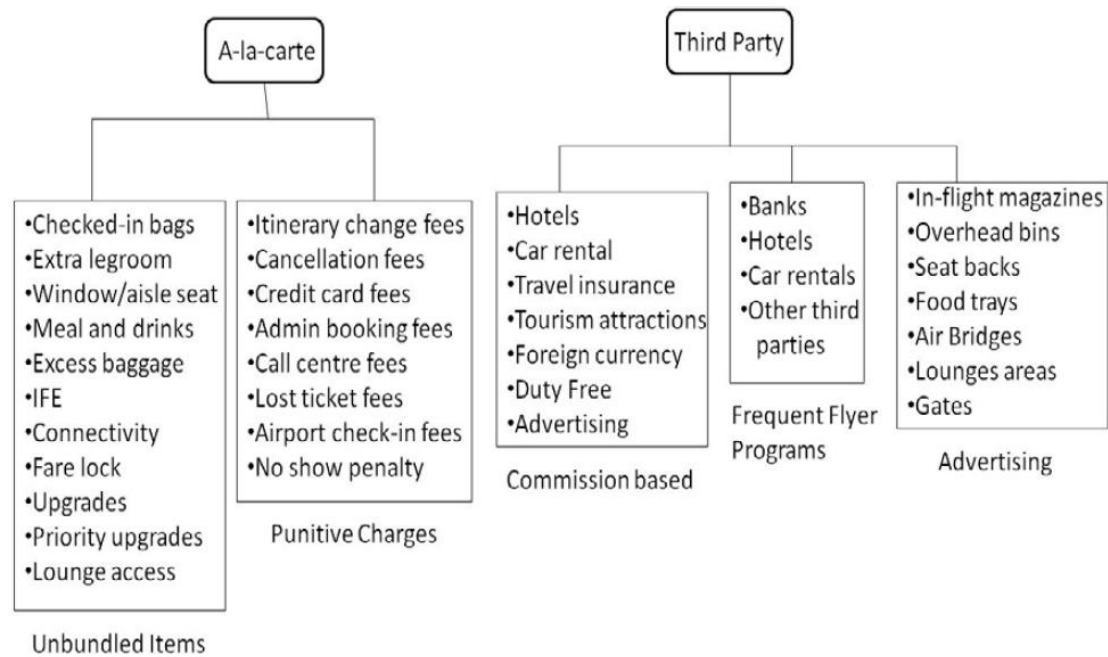 A-la-carte
•Checked-in bags
•Extra legroom
•Window/aisle seat
•Meal and drinks
•Excess baggage
•IFE
•Connectivity
•Fare lock
•Upgrades
•Priority upgrades
•Lounge access
Unbundled Items
•Itinerary change fees
•Cancellation fees
•Credit card fees
•Admin booking fees
•Call centre fees
•Lost ticket fees
•Airport check-in fees
•No show penalty
Punitive Charges
Third Party
•Hotels
•Car rental
•Travel insurance
•Tourism attractions
•Foreign currency
•Duty Free
•Advertising
Commission based
•Banks
•Hotels
•Car rentals
•Other third
parties
Frequent Flyer
Programs
•In-flight magazines
•Overhead bins
•Seat backs
•Food trays
•Air Bridges
•Lounges areas
•Gates
Advertising